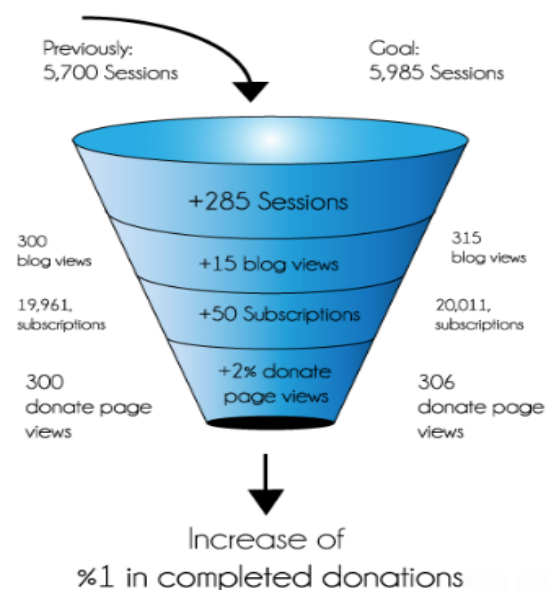 Previously:
5,700 Sessions
Goal:
5,985 Sessions
+285 Sessions
300
blog views
+15 blog views
315
blog views
19,961,
subscriptions
+50 Subscriptions
20,011,
subscriptions
300
donate page
views
+2% donate
page views
306
donate page
views
Increase of
%1 in completed donations